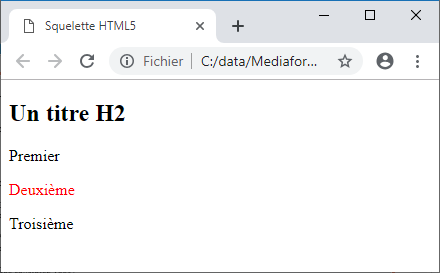 Squelette HTML5
Fichier C:/data/Mediafor...
Un titre H2
Premier
Deuxième
Troisième